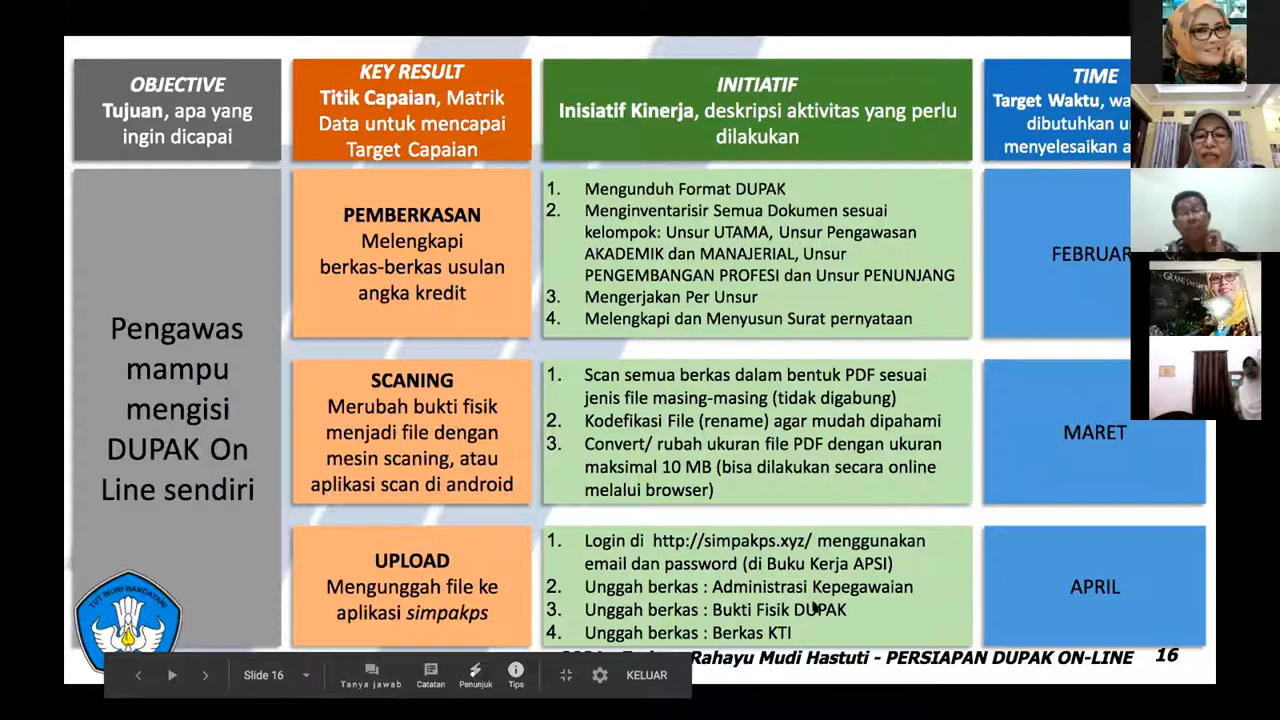 OBJECTIVE
Tujuan, apa yang
ingin dicapai
KEY RESULT
Titik Capaian, Matrik
Data untuk mencapai
Target Capaian
INITIATIF
Inisiatif Kinerja, deskripsi aktivitas yang perlu
dilakukan
TIME
Target Waktu, wa
dibutuhkan u
menyelesaikan a
Pengawas
mampu
mengisi
DUPAK On
Line sendiri
PEMBERKASAN
Melengkapi
berkas-berkas usulan
angka kredit
1. Mengunduh Format DUPAK
2. Menginventarisir Semua Dokumen sesuai
kelompok: Unsur UTAMA, Unsur Pengawasan
AKADEMIK dan MANAJERIAL, Unsur
PENGEMBANGAN PROFESI dan Unsur PENUNJANG
3. Mengerjakan Per Unsur
4. Melengkapi dan Menyusun Surat pernyataan
FEBRUAR
SCANING
Merubah bukti fisik
menjadi file dengan
mesin scaning, atau
aplikasi scan di android
1. Scan semua berkas dalam bentuk PDF sesuai
jenis file masing-masing (tidak digabung)
2. Kodefikasi File (rename) agar mudah dipahami
3. Convert/ rubah ukuran file PDF dengan ukuran
maksimal 10 MB (bisa dilakukan secara online
melalui browser)
MARET
UPLOAD
Mengunggah file ke
aplikasi simpakps
1. Login di http://simpakps.xyz/ menggunakan
email dan password (di Buku Kerja APSI)
2. Unggah berkas : Administrasi Kepegawaian
3. Unggah berkas : Bukti Fisik DUPAK
4. Unggah berkas : Berkas KTI
APRIL
TUT WURI HANDAYANI
Rahayu Mudi Hastuti - PERSIAPAN DUPAK ON-LINE 16
Slide 16
Tanya jawab
Catatan
Penunjuk
Tips
KELUAR